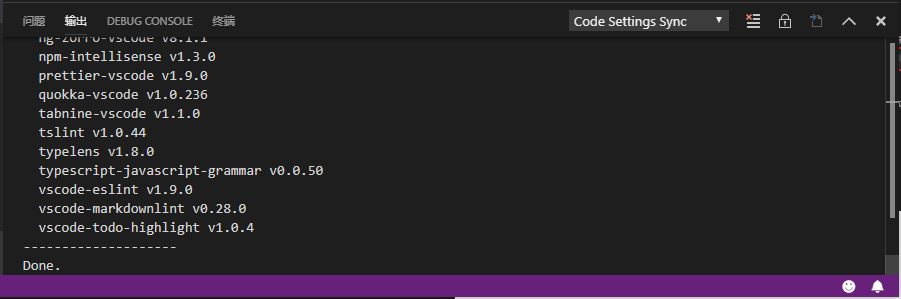 问题 输出 DEBUG CONSOLE 终端 Code Settings Sync
ng-zorro-vscode v8.1.1
npm-intellisense v1.3.0
prettier-vscode v1.9.0
quokka-vscode v1.0.236
tabnine-vscode v1.1.0
tslint v1.0.44
typelens v1.8.0
typescript-javascript-grammar v0.0.50
vscode-eslint v1.9.0
vscode-markdownlint v0.28.0
vscode-todo-highlight v1.0.4
--------------------
Done.